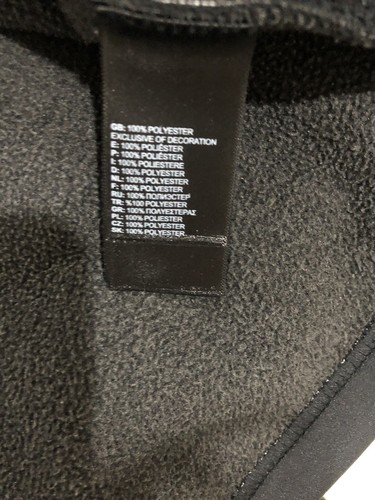 GB: 100% POLYESTER
EXCLUSIVE OF DECORATION
E: 100% POLIÉSTER
P: 100% POLIÉSTER
I: 100% POLIESTERE
D: 100% POLYESTER
NL: 100% POLYESTER
F: 100% POLYESTER
RU: 100% ПОЛИЭСТЕР
TR: %100 POLYESTER
GR: 100% ΠΟΛΥΕΣΤΕΡΑΣ
PL: 100% POLIESTER
CZ: 100% POLYESTER
SK: 100% POLYESTER